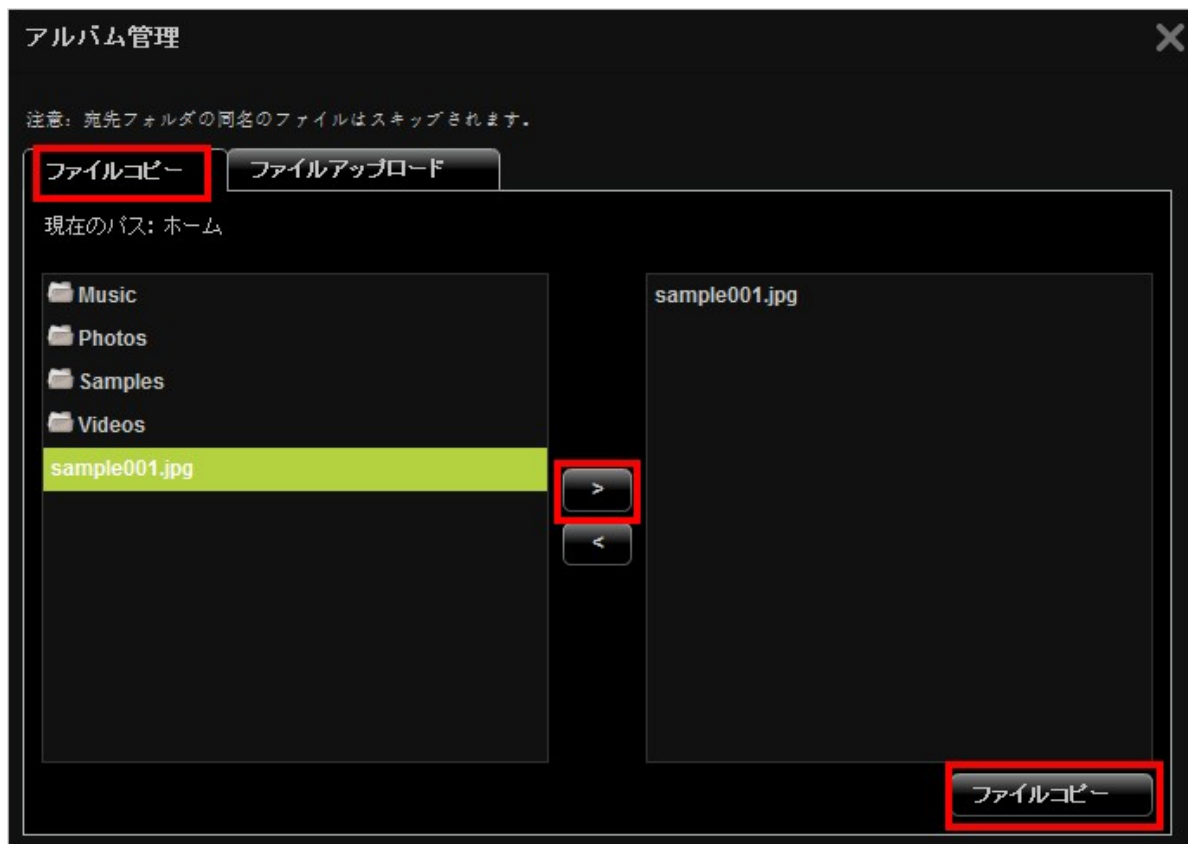 アルバム管理
注意: 宛先フォルダの同名のファイルはスキップされます.
ファイルコピー
ファイルアップロード
現在のパス: ホーム
Music
Photos
Samples
Videos
sample001.jpg
>
<
sample001.jpg
ファイルコピー